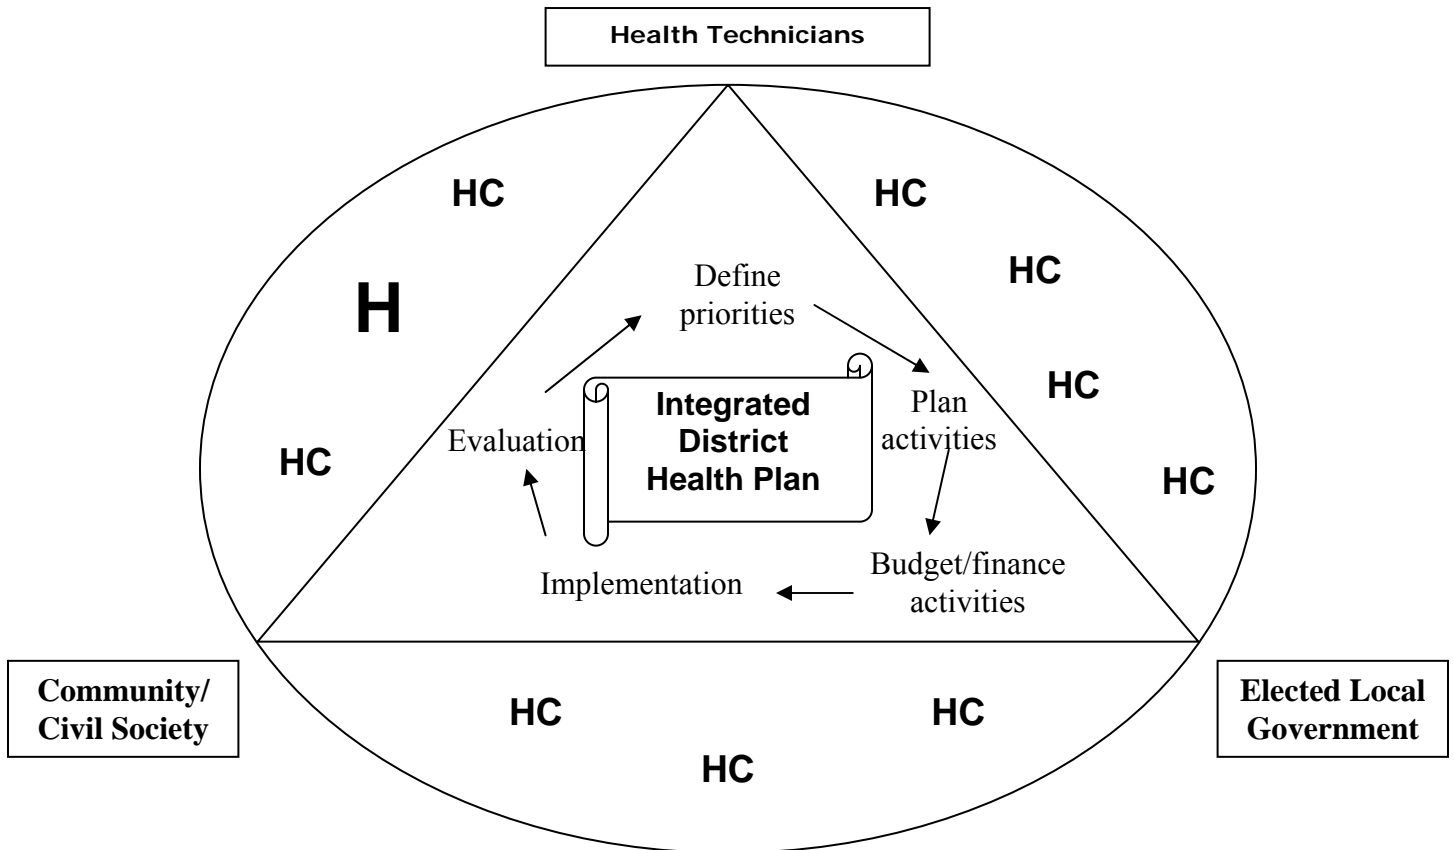 Health Technicians
HC
HC
H
HC
HC
HC
HC
Define
priorities
Plan
activities
Integrated
District
Health Plan
Evaluation
Budget/finance
activities
Implementation
Community/
Civil Society
Elected Local
Government
HC
HC
HC